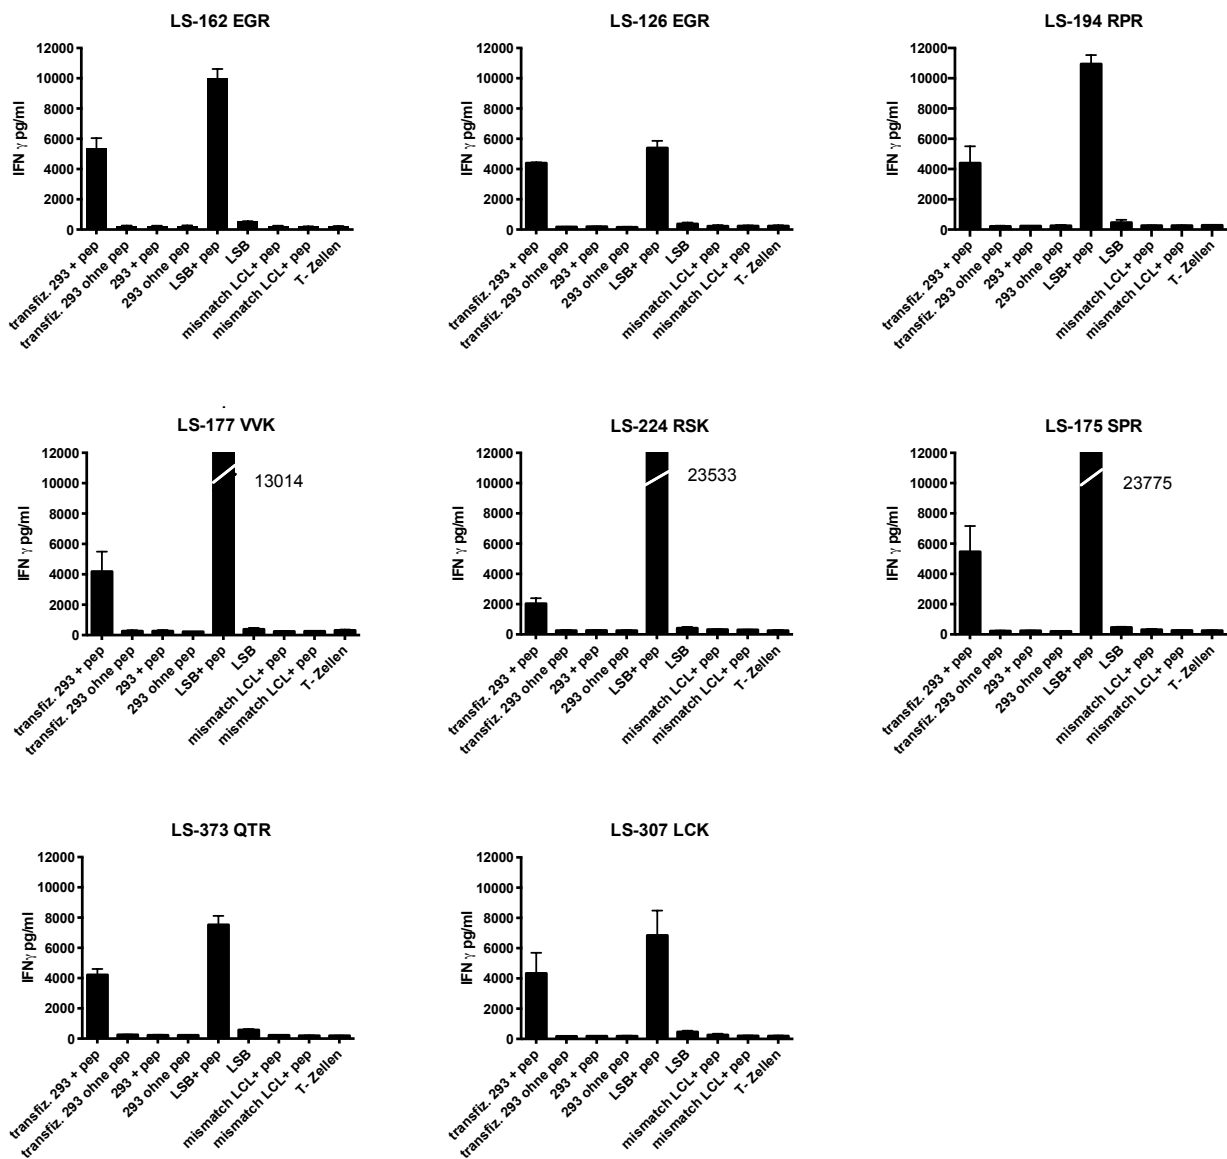 LS-162 EGR
IFN γ pg/ml
12000
10000
8000
6000
4000
2000
0
transfiz. 293 + pep
transfiz. 293 ohne pep
293 + pep
293 ohne pep
LSB+ pep
LSB
mismatch LCL+ pep
mismatch LCL+ pep
T- Zellen
LS-126 EGR
IFN γ pg/ml
12000
10000
8000
6000
4000
2000
0
transfiz. 293 + pep
transfiz. 293 ohne pep
293 + pep
293 ohne pep
LSB+ pep
LSB
mismatch LCL+ pep
mismatch LCL+ pep
T- Zellen
LS-194 RPR
IFN γ pg/ml
12000
10000
8000
6000
4000
2000
0
transfiz. 293 + pep
transfiz. 293 ohne pep
293 + pep
293 ohne pep
LSB+ pep
LSB
mismatch LCL+ pep
mismatch LCL+ pep
T- Zellen
LS-177 VVK
IFN γ pg/ml
12000
10000
8000
6000
4000
2000
0
13014
transfiz. 293 + pep
transfiz. 293 ohne pep
293 + pep
293 ohne pep
LSB+ pep
LSB
mismatch LCL+ pep
mismatch LCL+ pep
T- Zellen
LS-224 RSK
IFN γ pg/ml
12000
10000
8000
6000
4000
2000
0
23533
transfiz. 293 + pep
transfiz. 293 ohne pep
293 + pep
293 ohne pep
LSB+ pep
LSB
mismatch LCL+ pep
mismatch LCL+ pep
T- Zellen
LS-175 SPR
IFN γ pg/ml
12000
10000
8000
6000
4000
2000
0
23775
transfiz. 293 + pep
transfiz. 293 ohne pep
293 + pep
293 ohne pep
LSB+ pep
LSB
mismatch LCL+ pep
mismatch LCL+ pep
T- Zellen
LS-373 QTR
IFNγ pg/ml
12000
10000
8000
6000
4000
2000
0
transfiz. 293 + pep
transfiz. 293 ohne pep
293 + pep
293 ohne pep
LSB+ pep
LSB
mismatch LCL+ pep
mismatch LCL+ pep
T- Zellen
LS-307 LCK
IFN γ pg/ml
12000
10000
8000
6000
4000
2000
0
transfiz. 293 + pep
transfiz. 293 ohne pep
293 + pep
293 ohne pep
LSB+ pep
LSB
mismatch LCL+ pep
mismatch LCL+ pep
T- Zellen